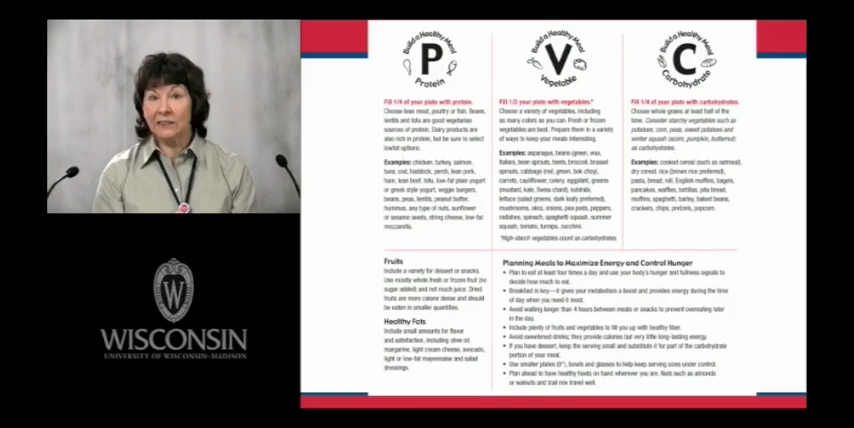 Build a Healthy Meal
P
Protein
Fill 1/4 of your plate with protein.
Choose lean meat, poultry or fish. Beans,
lentils and tofu are good vegetarian
sources of protein. Dairy products are
also rich in protein, but be sure to select
lowfat options.
Examples: chicken, turkey, salmon,
tuna, cod, haddock, perch, lean pork,
ham, lean beef, tofu, low-fat plain yogurt
or greek style yogurt, veggie burgers,
beans, peas, lentils, peanut butter,
hummus, any type of nuts, sunflower
or sesame seeds, string cheese, low-fat
mozzarella.
Build a Healthy Meal
V
Vegetable
Fill 1/2 your plate with vegetables.*
Choose a variety of vegetables, including
as many colors as you can. Fresh or frozen
vegetables are best. Prepare them in a variety
of ways to keep your meals interesting.
Examples: asparagus, beans (green, wax,
Italian), bean sprouts, beets, broccoli, brussel
sprouts, cabbage (red, green, bok choy),
carrots, cauliflower, celery, eggplant, greens
(mustard, kale, Swiss chard), kohlrabi,
lettuce (salad greens, dark leafy preferred),
mushrooms, okra, onions, pea pods, peppers,
radishes, spinach, spaghetti squash, summer
squash, tomato, turnips, zucchini.
*High-starch vegetables count as carbohydrates.
Build a Healthy Meal
C
Carbohydrate
Fill 1/4 of your plate with carbohydrates.
Choose whole grains at least half of the
time. Consider starchy vegetables such as
potatoes, corn, peas, sweet potatoes and
winter squash (acorn, pumpkin, butternut)
as carbohydrates.
Examples: cooked cereal (such as oatmeal),
dry cereal, rice (brown rice preferred),
pasta, bread, roll, English muffins, bagels,
pancakes, waffles, tortillas, pita bread,
muffins, spaghetti, barley, baked beans,
crackers, chips, pretzels, popcorn.
Fruits
Include a variety for dessert or snacks.
Use mostly whole fresh or frozen fruit (no
sugar added) and not much juice. Dried
fruits are more calorie dense and should
be eaten in smaller quantities.
Healthy Fats
Include small amounts for flavor
and satisfaction, including olive oil,
margarine, light cream cheese, avocado,
light or low-fat mayonnaise and salad
dressings.
Planning Meals to Maximize Energy and Control Hunger
• Plan to eat at least four times a day and use your body's hunger and fullness signals to
decide how much to eat.
• Breakfast is key—it gives your metabolism a boost and provides energy during the time
of day when you need it most.
• Avoid waiting longer than 4 hours between meals or snacks to prevent overeating later
in the day.
• Include plenty of fruits and vegetables to fill you up with healthy fiber.
• Avoid sweetened drinks; they provide calories but very little long-lasting energy.
• If you have dessert, keep the serving small and substitute it for part of the carbohydrate
portion of your meal.
• Use smaller plates (9"), bowls and glasses to help keep serving sizes under control.
• Plan ahead to have healthy foods on hand wherever you are. Nuts such as almonds
or walnuts and trail mix travel well.
W
WISCONSIN
UNIVERSITY OF WISCONSIN–MADISON